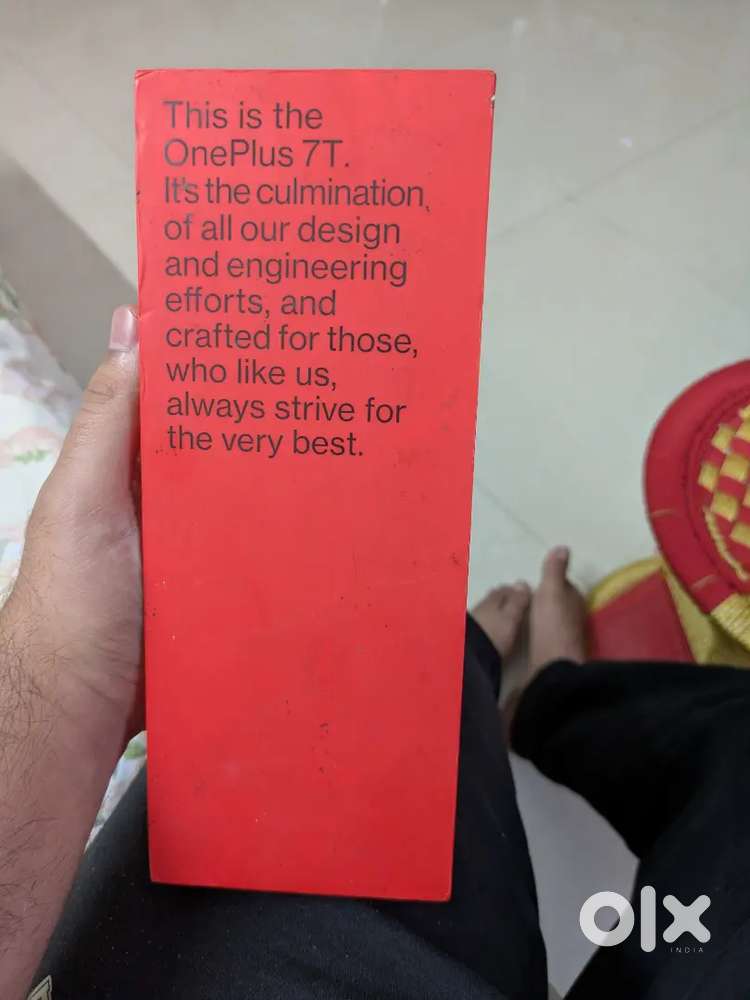 This is the
OnePlus 7T.
It's the culmination
of all our design
and engineering
efforts, and
crafted for those,
who like us,
always strive for
the very best.
olx
INDIA